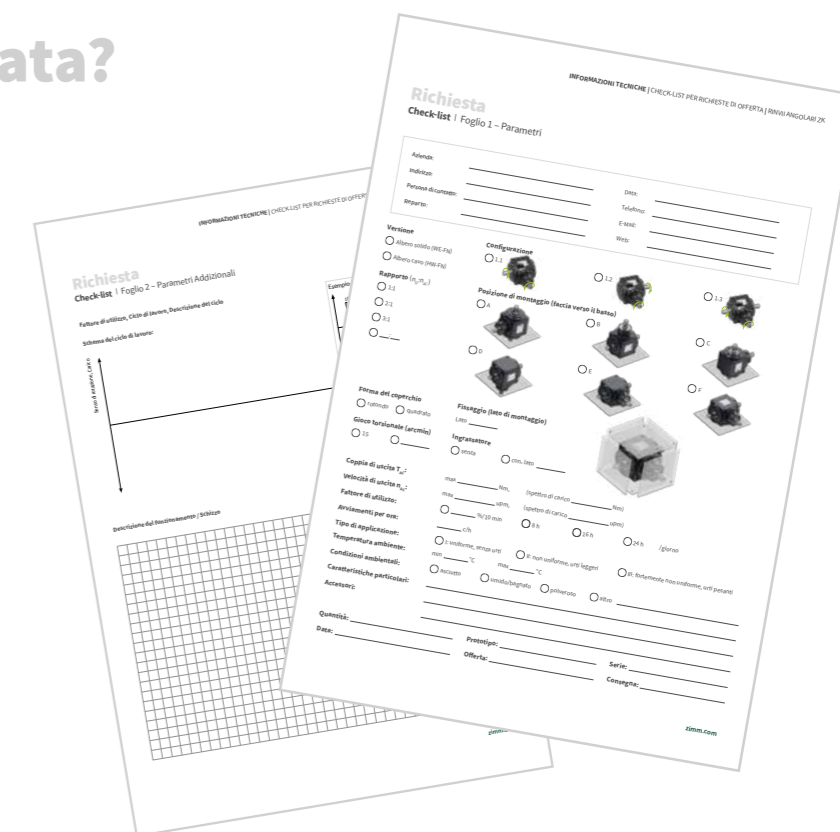 ata?
INFORMAZIONI TECNICHE | CHECK-LIST PER RICHIESTE DI OFFERTA | RINVII ANGOLARI ZK
Richiesta
Check-list | Foglio 1 – Parametri
Azienda:
Indirizzo:
Persona di contatto:
Reparto:
Data:
Telefono:
E-Mail:
Web:
Versione
Albero solido (WE-FN)
Albero cavo (HW-FN)
Configurazione
1.1
1.2
1.3
Rapporto
1:1
2:1
3:1
__:__
Posizione di montaggio (faccia verso il basso)
A
B
C
D
E
F
Forma del coperchio
rotondo quadrato
Fissaggio (lato di montaggio)
Lato
Gioco torsionale (arcmin)
15
Ingrassatore
senza con, lato
Coppia di uscita
max Nm, (spettro di carico Nm)
Velocità di uscita
max upm, (spettro di carico upm)
Fattore di utilizzo:
%/10 min 8 h 16 h 24 h /giorno
Avviamenti per ora:
c/h
Tipo di applicazione:
I: uniforme, senza urti II: non uniforme, urti leggeri III: fortemente non uniforme, urti pesanti
Temperatura ambiente:
min °C max °C
Condizioni ambientali:
asciutto umido/bagnato polveroso altro
Caratteristiche particolari:
Accessori:
Quantità: Prototipo: Serie:
Data: Offerta: Consegna:
zimm.com
INFORMAZIONI TECNICHE | CHECK-LIST PER RICHIESTE DI OFFERT
Richiesta
Check-list | Foglio 2 – Parametri Addizionali
Fattore di utilizzo, Ciclo di lavoro, Descrizione del ciclo
Schema del ciclo di lavoro:
Esempio
Descrizione del funzionamento / Schizzo
zimm